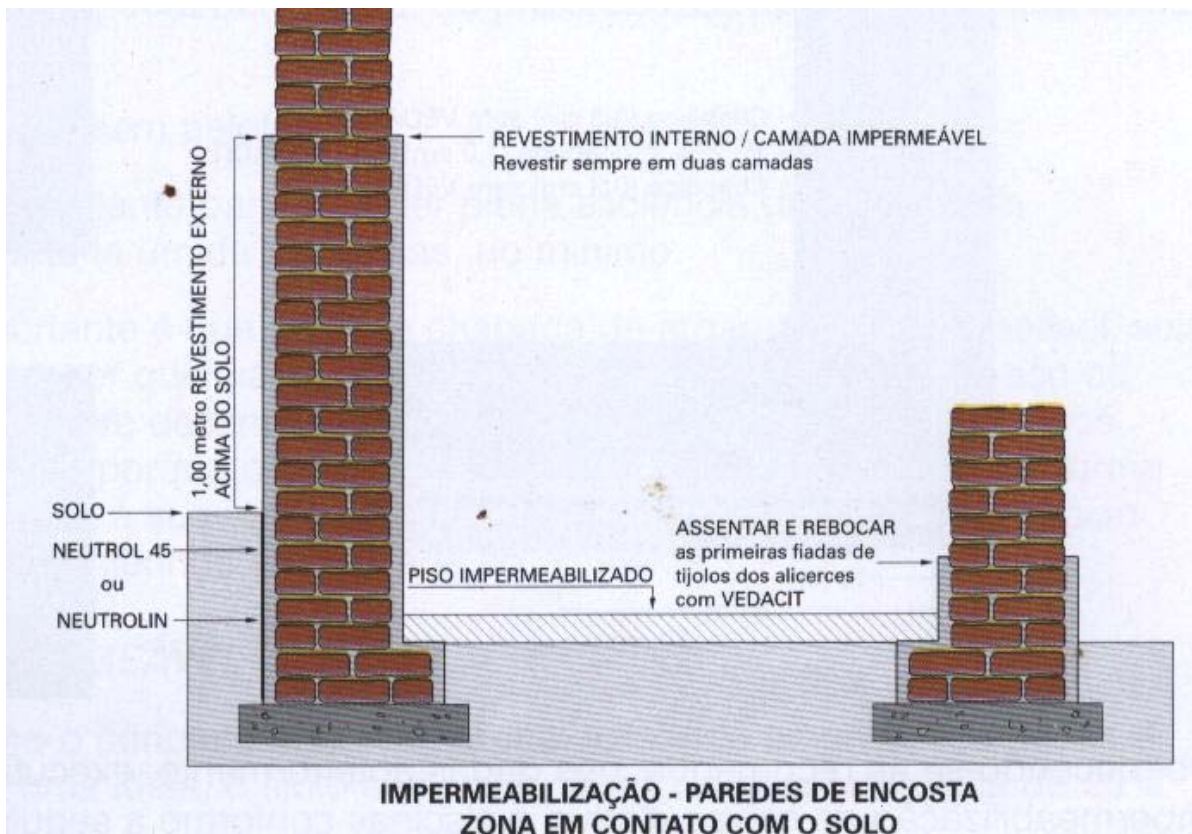 REVESTIMENTO INTERNO / CAMADA IMPERMEÁVEL
Revestir sempre em duas camadas
1,00 metro REVESTIMENTO EXTERNO
ACIMA DO SOLO
SOLO
NEUTROL 45
ou
NEUTROLIN
PISO IMPERMEABILIZADO
ASSENTAR E REBOCAR
as primeiras fiadas de
tijolos dos alicerces
com VEDACIT
IMPERMEABILIZAÇÃO - PAREDES DE ENCOSTA
ZONA EM CONTATO COM O SOLO